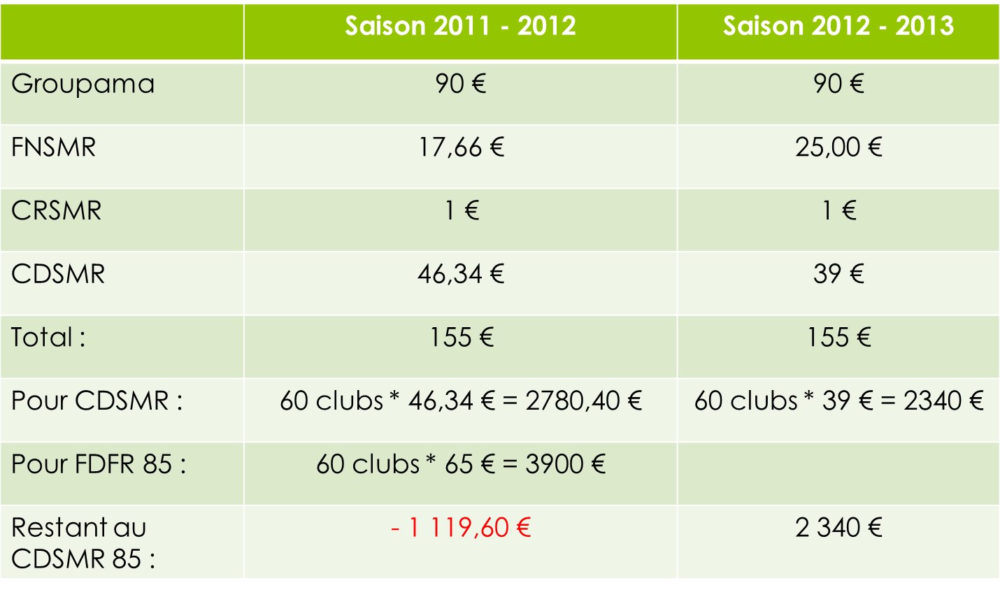 Saison 2011 - 2012 Saison 2012 - 2013
Groupama 90 € 90 €
FNSMR 17,66 € 25,00 €
CRSMR 1 € 1 €
CDSMR 46,34 € 39 €
Total : 155 € 155 €
Pour CDSMR : 60 clubs * 46,34 € = 2780,40 € 60 clubs * 39 € = 2340 €
Pour FDFR 85 : 60 clubs * 65 € = 3900 €
Restant au - 1 119,60 € 2 340 €
CDSMR 85 :